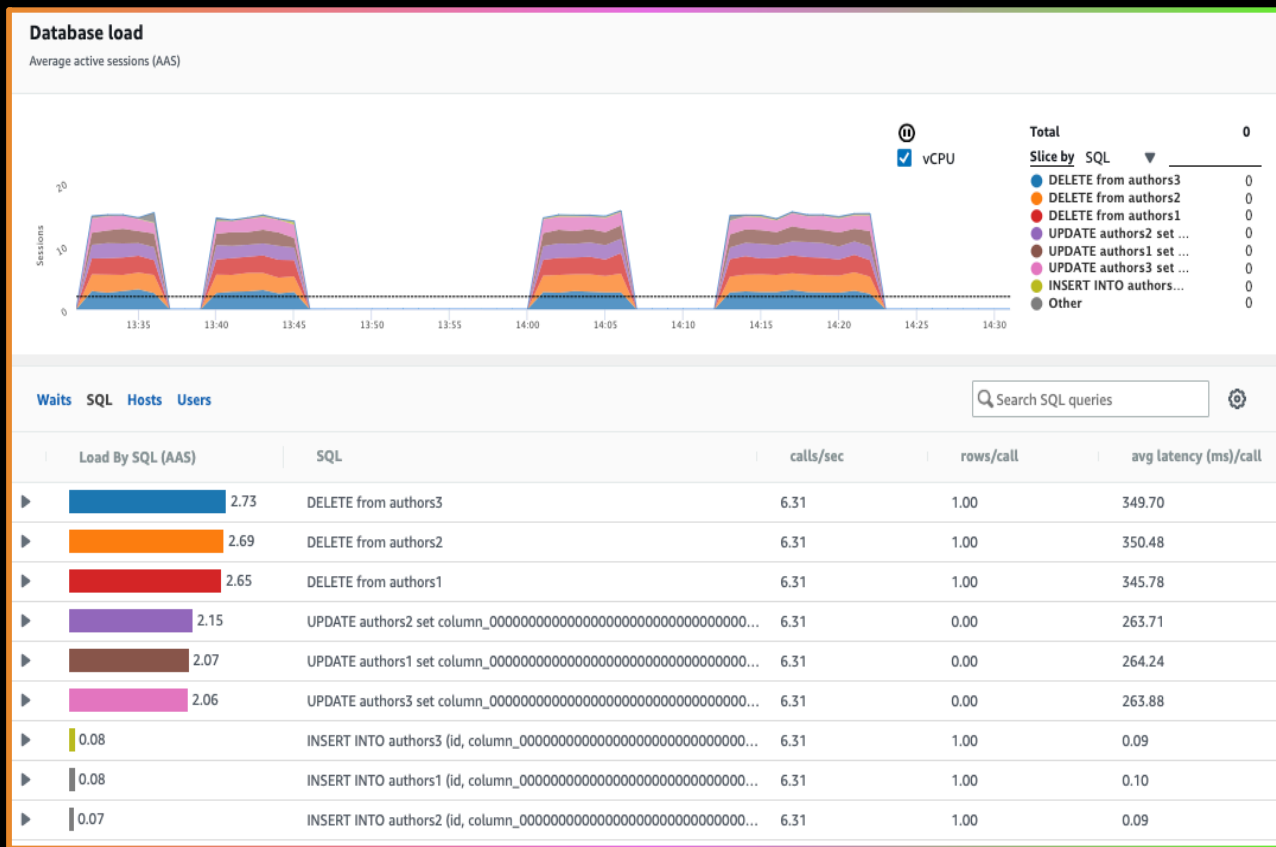 Database load
Average active sessions (AAS)
vCPU
Total 0
Slice by SQL
DELETE from authors3 0
DELETE from authors2 0
DELETE from authors1 0
UPDATE authors2 set ... 0
UPDATE authors1 set ... 0
UPDATE authors3 set ... 0
INSERT INTO authors... 0
Other 0
Sessions
20
10
0
13:35 13:40 13:45 13:50 13:55 14:00 14:05 14:10 14:15 14:20 14:25 14:30
Waits SQL Hosts Users
Search SQL queries
Load By SQL (AAS) SQL calls/sec rows/call avg latency (ms)/call
2.73 DELETE from authors3 6.31 1.00 349.70
2.69 DELETE from authors2 6.31 1.00 350.48
2.65 DELETE from authors1 6.31 1.00 345.78
2.15 UPDATE authors2 set column_00000000000000000000000000000000... 6.31 0.00 263.71
2.07 UPDATE authors1 set column_00000000000000000000000000000000... 6.31 0.00 264.24
2.06 UPDATE authors3 set column_00000000000000000000000000000000... 6.31 0.00 263.88
0.08 INSERT INTO authors3 (id, column_0000000000000000000000000000... 6.31 1.00 0.09
0.08 INSERT INTO authors1 (id, column_0000000000000000000000000000... 6.31 1.00 0.10
0.07 INSERT INTO authors2 (id, column_0000000000000000000000000000... 6.31 1.00 0.09